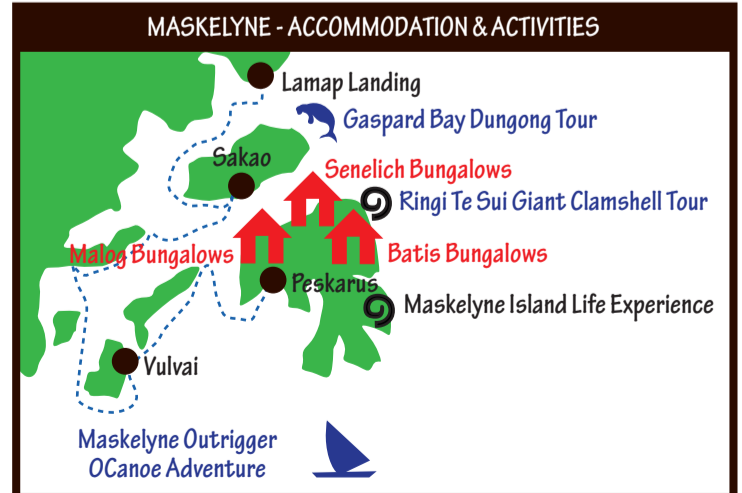 MASKELYNE - ACCOMMODATION & ACTIVITIES
Lamap Landing
Gaspard Bay Dungong Tour
Sakao
Senelich Bungalows
Ringi Te Sui Giant Clamshell Tour
Malog Bungalows
Batis Bungalows
Peskarus
Maskelyne Island Life Experience
Vulvai
Maskelyne Outrigger
OCanoe Adventure